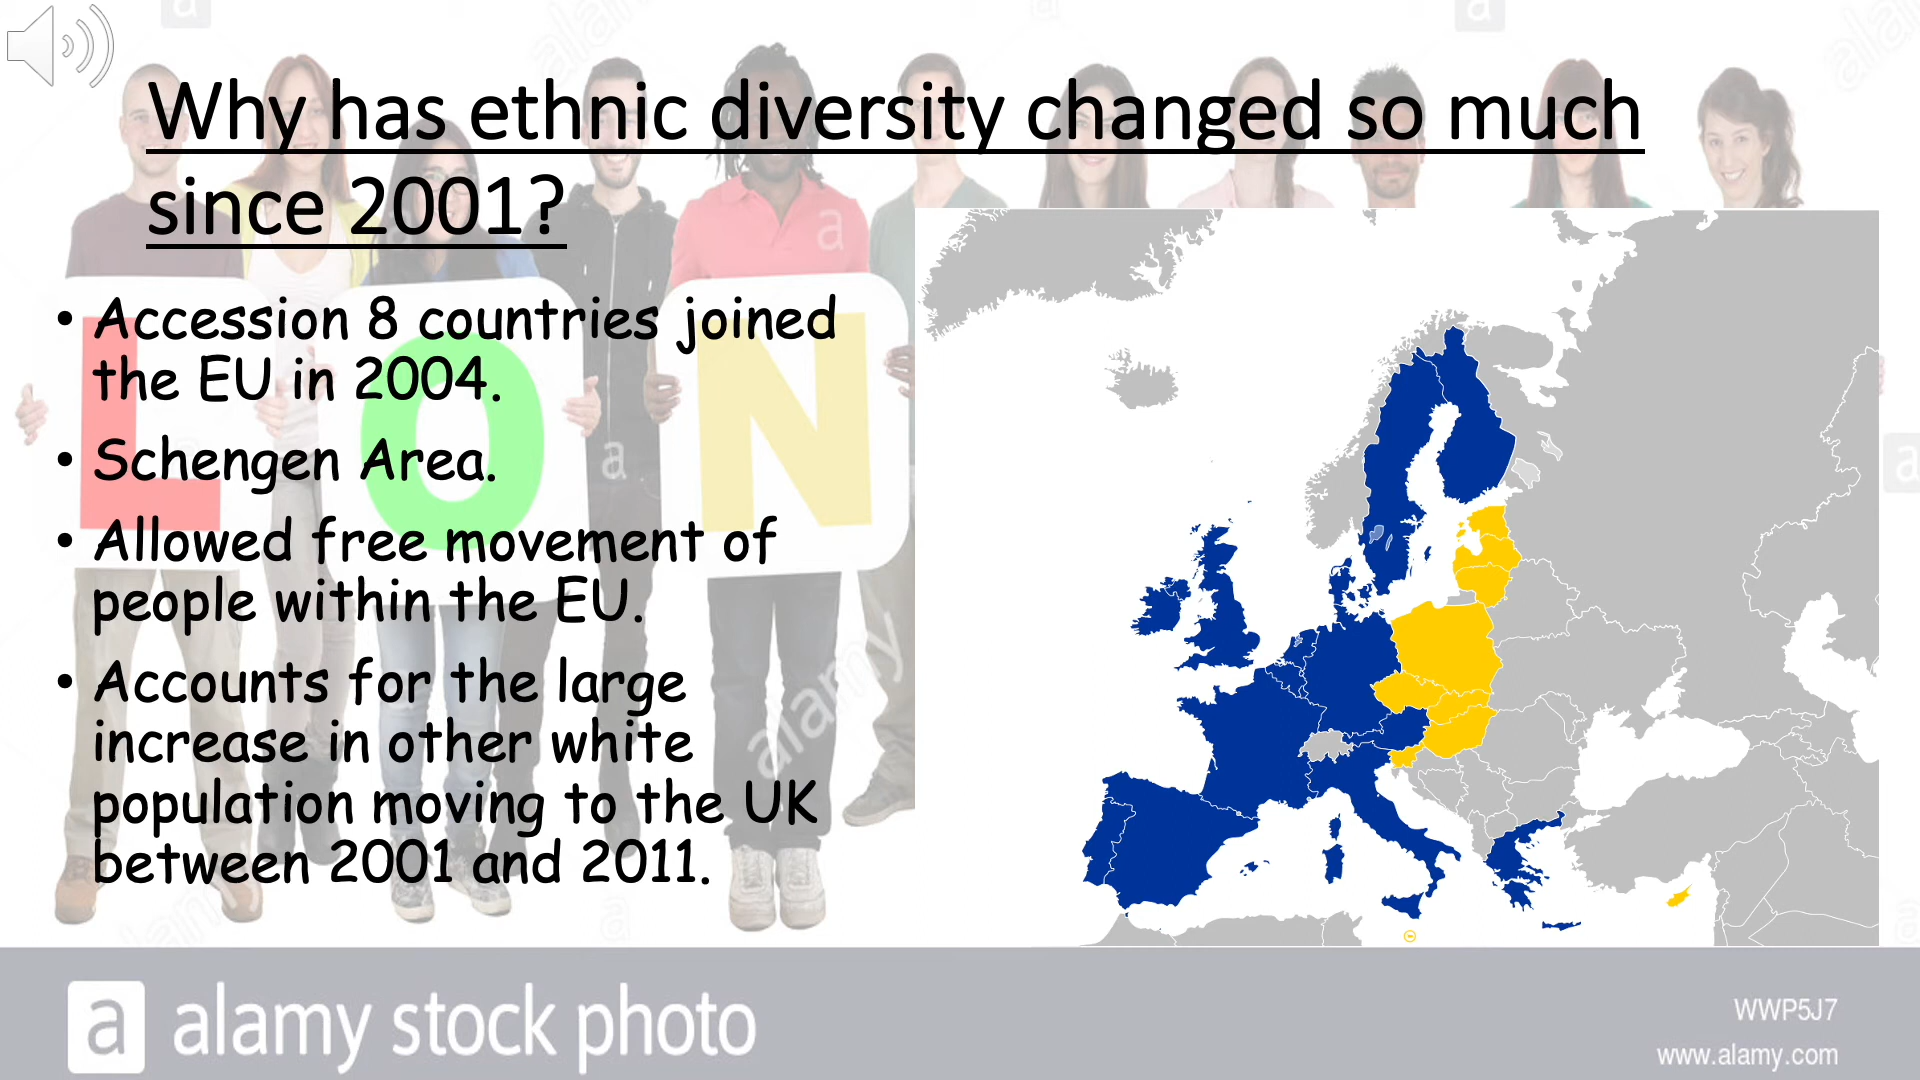 Why has ethnic diversity changed so much
since 2001?
• Accession 8 countries joined
the EU in 2004.
• Schengen Area.
• Allowed free movement of
people within the EU.
• Accounts for the large
increase in other white
population moving to the UK
between 2001 and 2011.
L O N
a
a
a
a
a
alamy
alamy
a alamy stock photo
WWP5J7
www.alamy.com